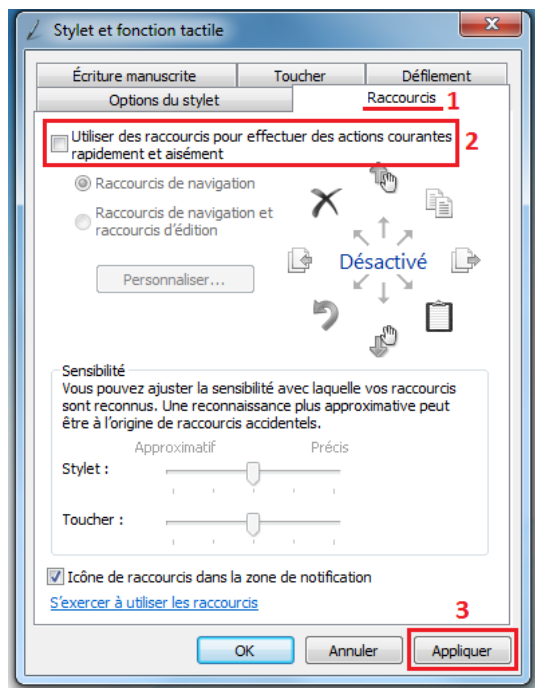 Stylet et fonction tactile
Écriture manuscrite Toucher Défilement
Options du stylet Raccourcis 1
Utiliser des raccourcis pour effectuer des actions courantes 2
rapidement et aisément
Raccourcis de navigation
Raccourcis de navigation et
raccourcis d'édition
Désactivé
Personnaliser...
Sensibilité
Vous pouvez ajuster la sensibilité avec laquelle vos raccourcis
sont reconnus. Une reconnaissance plus approximative peut
être à l'origine de raccourcis accidentels.
Approximatif Précis
Stylet :
Toucher :
Icône de raccourcis dans la zone de notification
S'exercer à utiliser les raccourcis
3
OK Annuler Appliquer